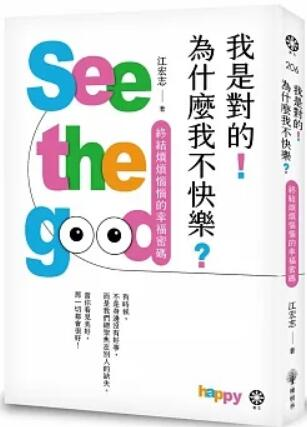 See
the
good
我是對的！
為什麼我不快樂？
江宏志 著
終結煩煩惱惱的幸福密碼
有時候，
不是身邊沒有好事，
而是我們總聚焦在別人的缺失。
當你看見美好，
那一切都會很好！
happy
206
我是對的！
為什麼我不快樂？
終結煩煩惱惱的幸福密碼
江宏志 著